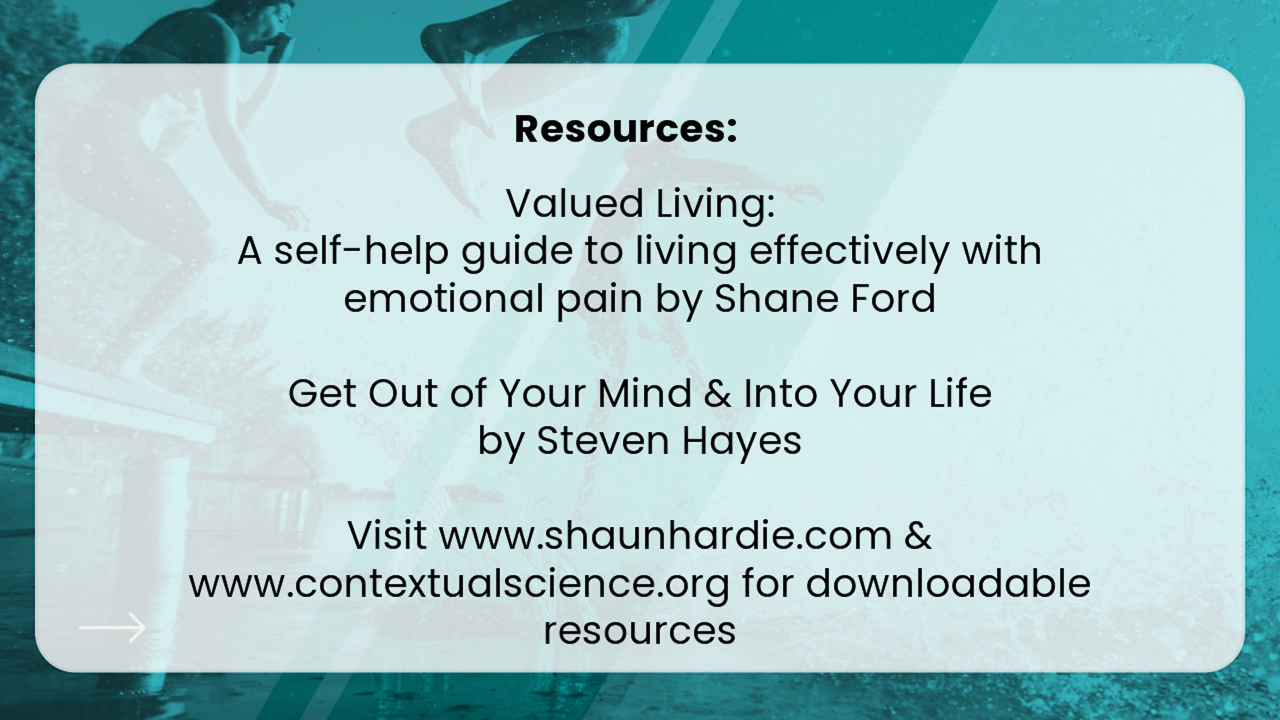 Resources:
Valued Living:
A self-help guide to living effectively with
emotional pain by Shane Ford
Get Out of Your Mind & Into Your Life
by Steven Hayes
Visit www.shaunhardie.com &
www.contextualscience.org for downloadable
resources